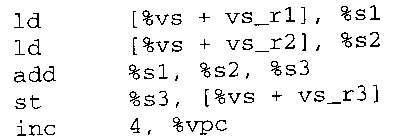 ld [%vs + vs_r1], %s1
ld [%vs + vs_r2], %s2
add %s1, %s2, %s3
st %s3, [%vs + vs_r3]
inc 4, %vpc